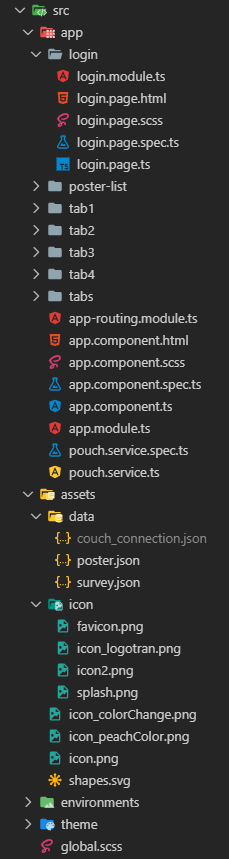 src
app
login
login.module.ts
login.page.html
login.page.scss
login.page.spec.ts
login.page.ts
poster-list
tab1
tab2
tab3
tab4
tabs
app-routing.module.ts
app.component.html
app.component.scss
app.component.spec.ts
app.component.ts
app.module.ts
pouch.service.spec.ts
pouch.service.ts
assets
data
couch_connection.json
poster.json
survey.json
icon
favicon.png
icon_logotran.png
icon2.png
splash.png
icon_colorChange.png
icon_peachColor.png
icon.png
shapes.svg
environments
theme
global.scss